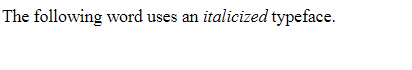 The following word uses an italicized typeface.